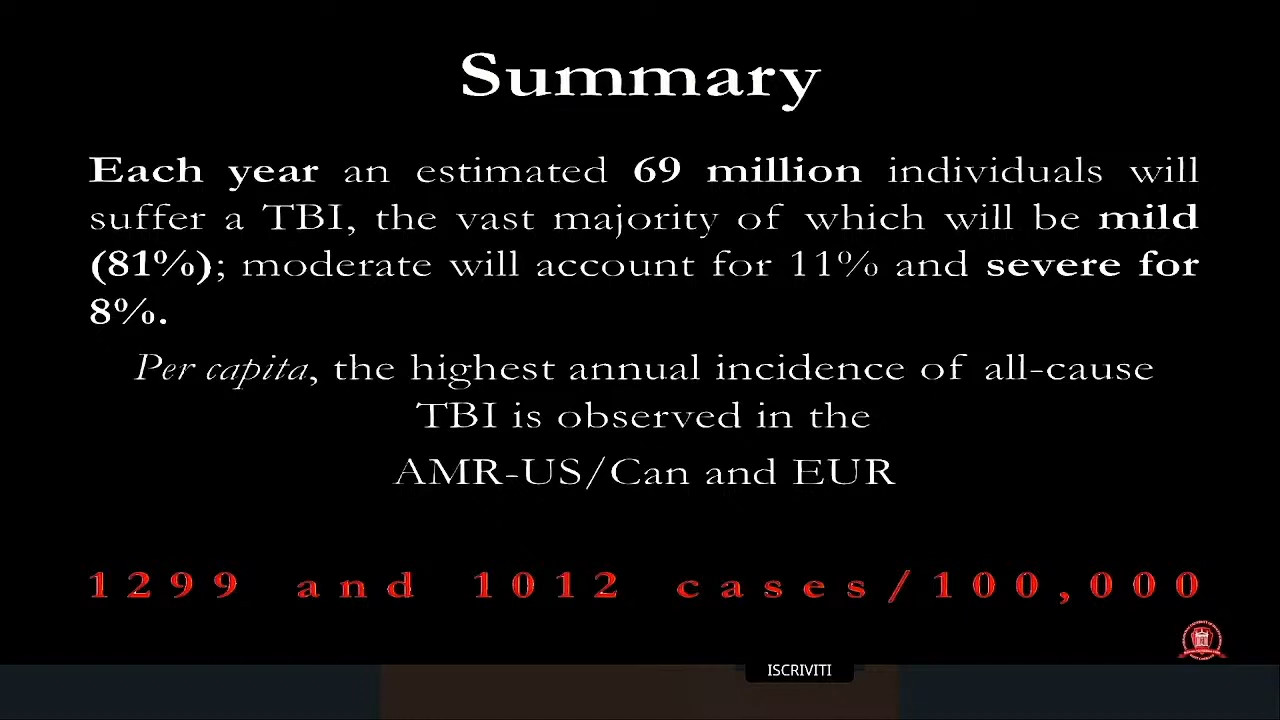 Summary
Each year an estimated 69 million individuals will
suffer a TBI, the vast majority of which will be mild
(81%); moderate will account for 11% and severe for
8%.
Per capita, the highest annual incidence of all-cause
TBI is observed in the
AMR-US/Can and EUR
1299 and 1012 cases/100,000
ISCRIVITI